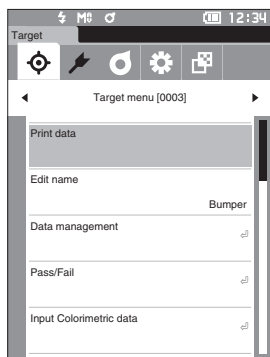 12:34
Target
Target menu [0003]
Print data
Edit name
Bumper
Data management
Pass/Fail
Input Colorimetric data